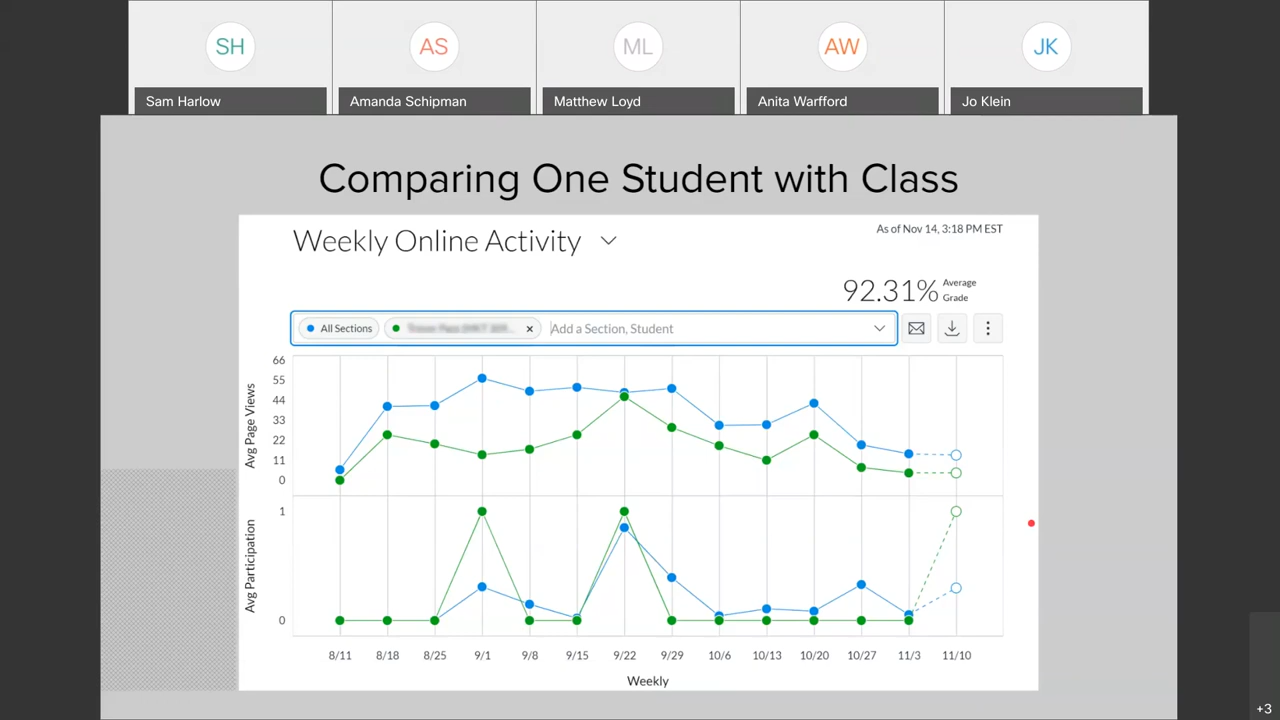 SH AS ML AW JK
Sam Harlow Amanda Schipman Matthew Loyd Anita Warfford Jo Klein
Comparing One Student with Class
Weekly Online Activity
As of Nov 14, 3:18 PM EST
92.31% Average Grade
All Sections
Add a Section, Student
Avg Page Views
66
55
44
33
22
11
0
Avg Participation
1
0
8/11 8/18 8/25 9/1 9/8 9/15 9/22 9/29 10/6 10/13 10/20 10/27 11/3 11/10
Weekly
+3